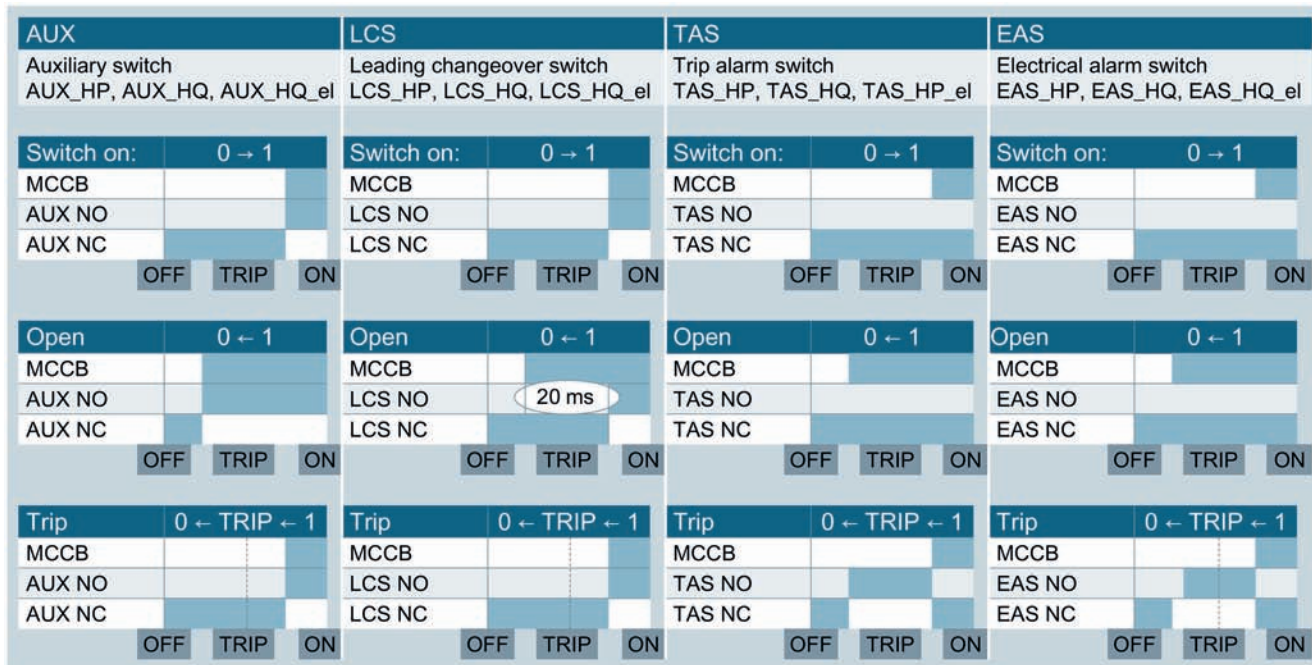 AUX
Auxiliary switch
AUX_HP, AUX_HQ, AUX_HQ_el
Switch on: 0 → 1
MCCB
AUX NO
AUX NC
OFF TRIP ON
Open 0 ← 1
MCCB
AUX NO
AUX NC
OFF TRIP ON
Trip 0 ← TRIP ← 1
MCCB
AUX NO
AUX NC
OFF TRIP ON
LCS
Leading changeover switch
LCS_HP, LCS_HQ, LCS_HQ_el
Switch on: 0 → 1
MCCB
LCS NO
LCS NC
OFF TRIP ON
Open 0 ← 1
MCCB
LCS NO 20 ms
LCS NC
OFF TRIP ON
Trip 0 ← TRIP ← 1
MCCB
LCS NO
LCS NC
OFF TRIP ON
TAS
Trip alarm switch
TAS_HP, TAS_HQ, TAS_HP_el
Switch on: 0 → 1
MCCB
TAS NO
TAS NC
OFF TRIP ON
Open 0 ← 1
MCCB
TAS NO
TAS NC
OFF TRIP ON
Trip 0 ← TRIP ← 1
MCCB
TAS NO
TAS NC
OFF TRIP ON
EAS
Electrical alarm switch
EAS_HP, EAS_HQ, EAS_HQ_el
Switch on: 0 → 1
MCCB
EAS NO
EAS NC
OFF TRIP ON
Open 0 ← 1
MCCB
EAS NO
EAS NC
OFF TRIP ON
Trip 0 ← TRIP ← 1
MCCB
EAS NO
EAS NC
OFF TRIP ON